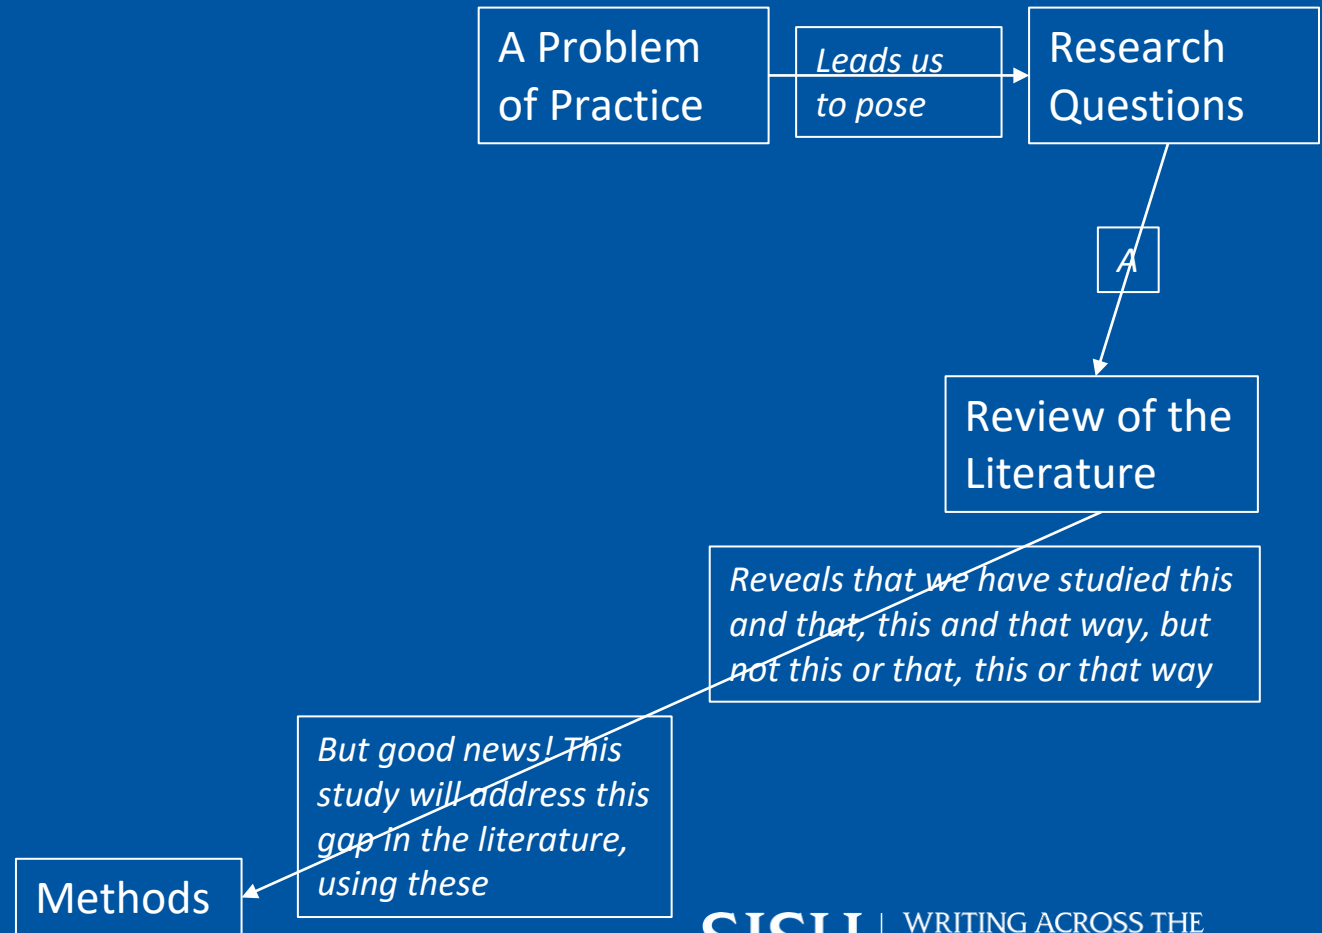 A Problem
of Practice
Leads us
to pose
Research
Questions
A
Review of the
Literature
Reveals that we have studied this
and that, this and that way, but
not this or that, this or that way
But good news! This
study will address this
gap in the literature,
using these
Methods
SJSU | WRITING ACROSS THE